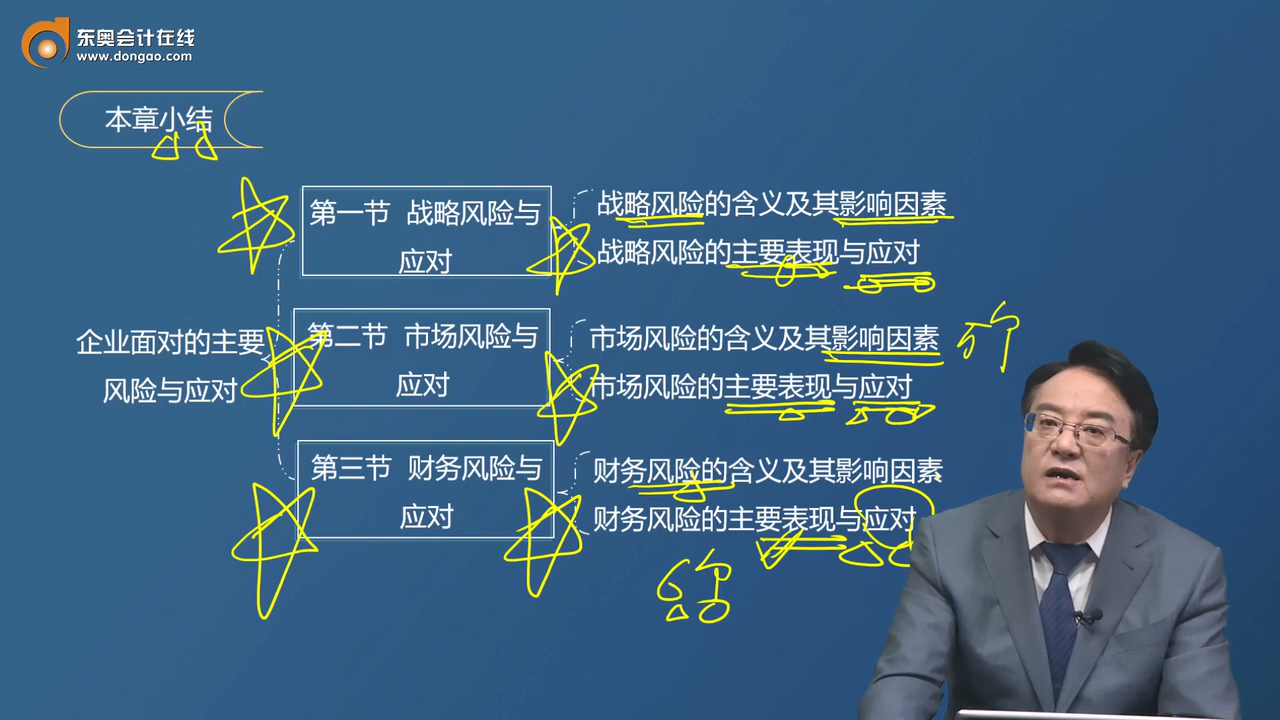 东奥会计在线
www.dongao.com
本章小结
企业面对的主要
风险与应对
第一节 战略风险与
应对
战略风险的含义及其影响因素
战略风险的主要表现与应对
第二节 市场风险与
应对
市场风险的含义及其影响因素
市场风险的主要表现与应对
第三节 财务风险与
应对
财务风险的含义及其影响因素
财务风险的主要表现与应对
6个